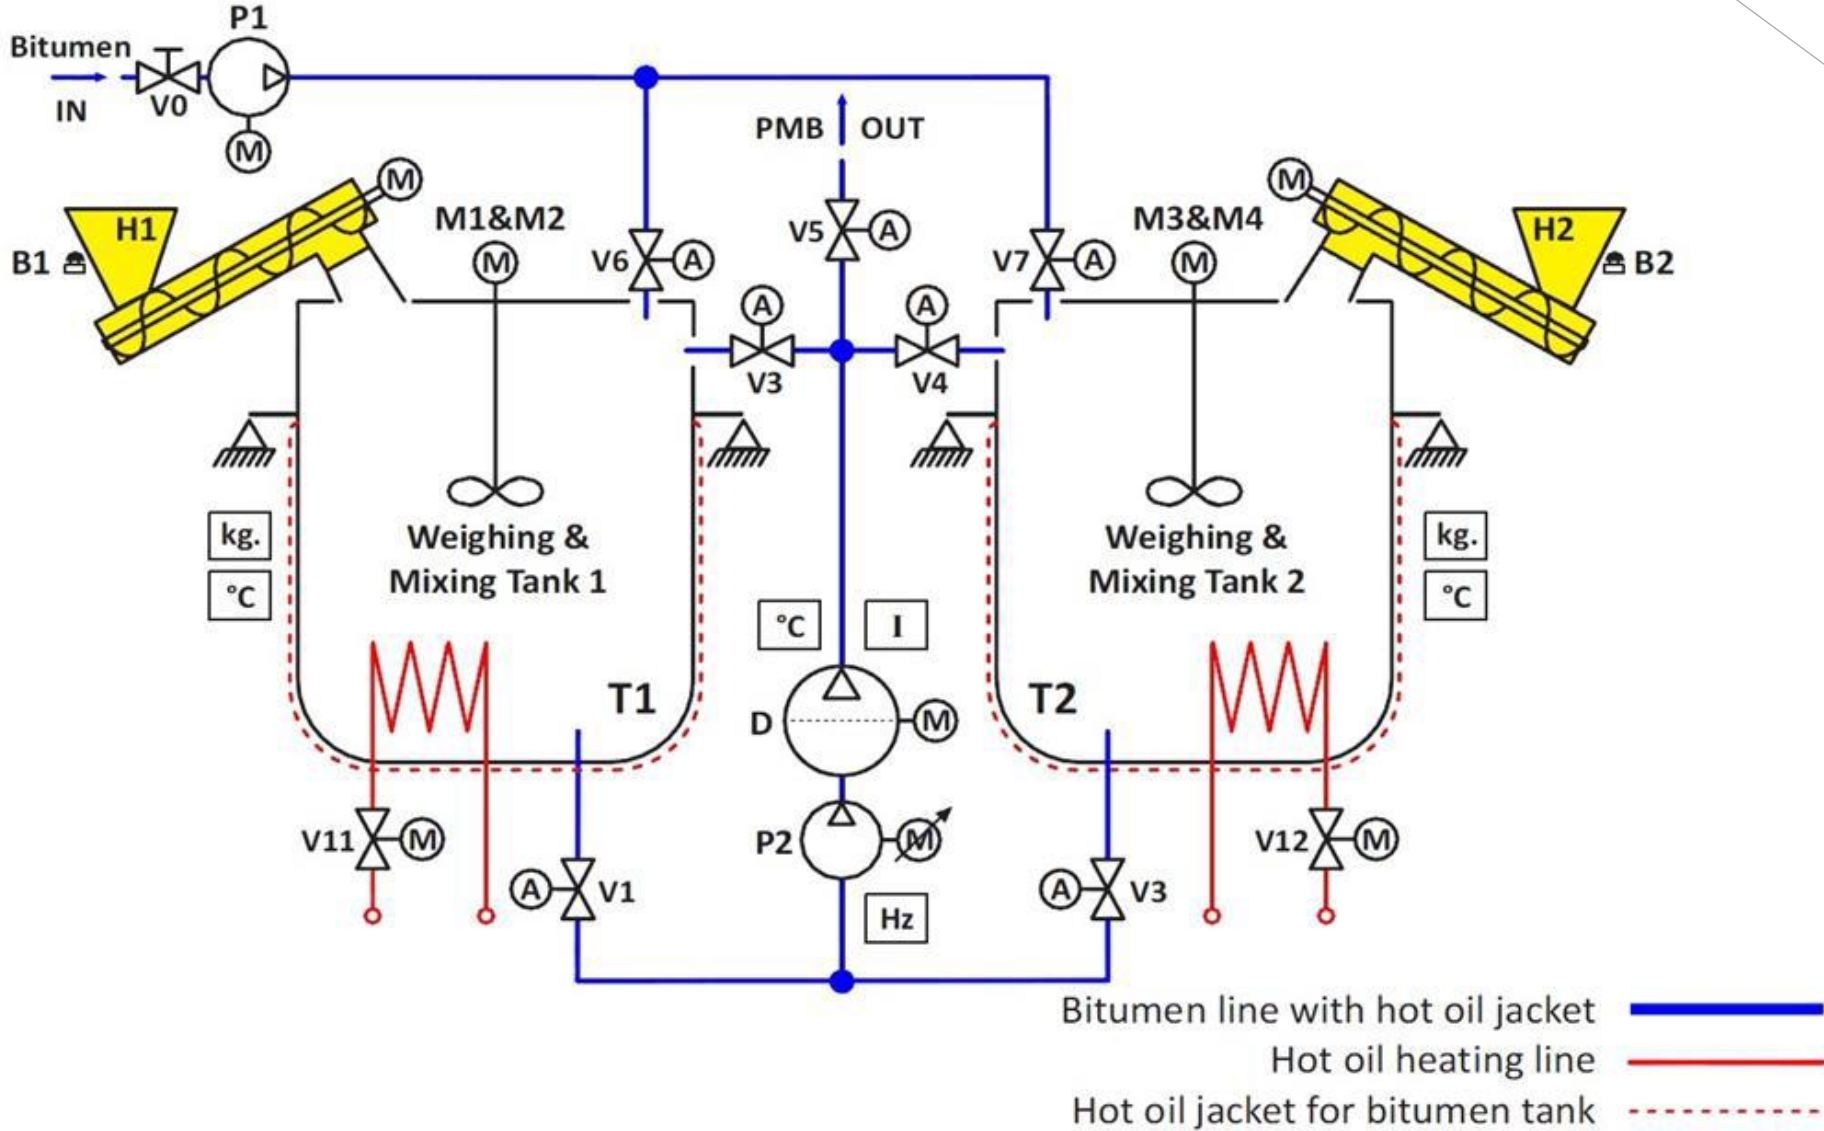 P1
Bitumen
IN
V0
M
PMB OUT
M
M1&M2
M3&M4
M
H1
H2
B1
B2
V6
A
V5
A
V7
A
M
M
A
A
V3
V4
kg.
°C
Weighing &
Mixing Tank 1
Weighing &
Mixing Tank 2
kg.
°C
°C
I
T1
T2
D
M
V11
M
P2
M
V12
M
A
V1
A
V3
Hz
Bitumen line with hot oil jacket
Hot oil heating line
Hot oil jacket for bitumen tank